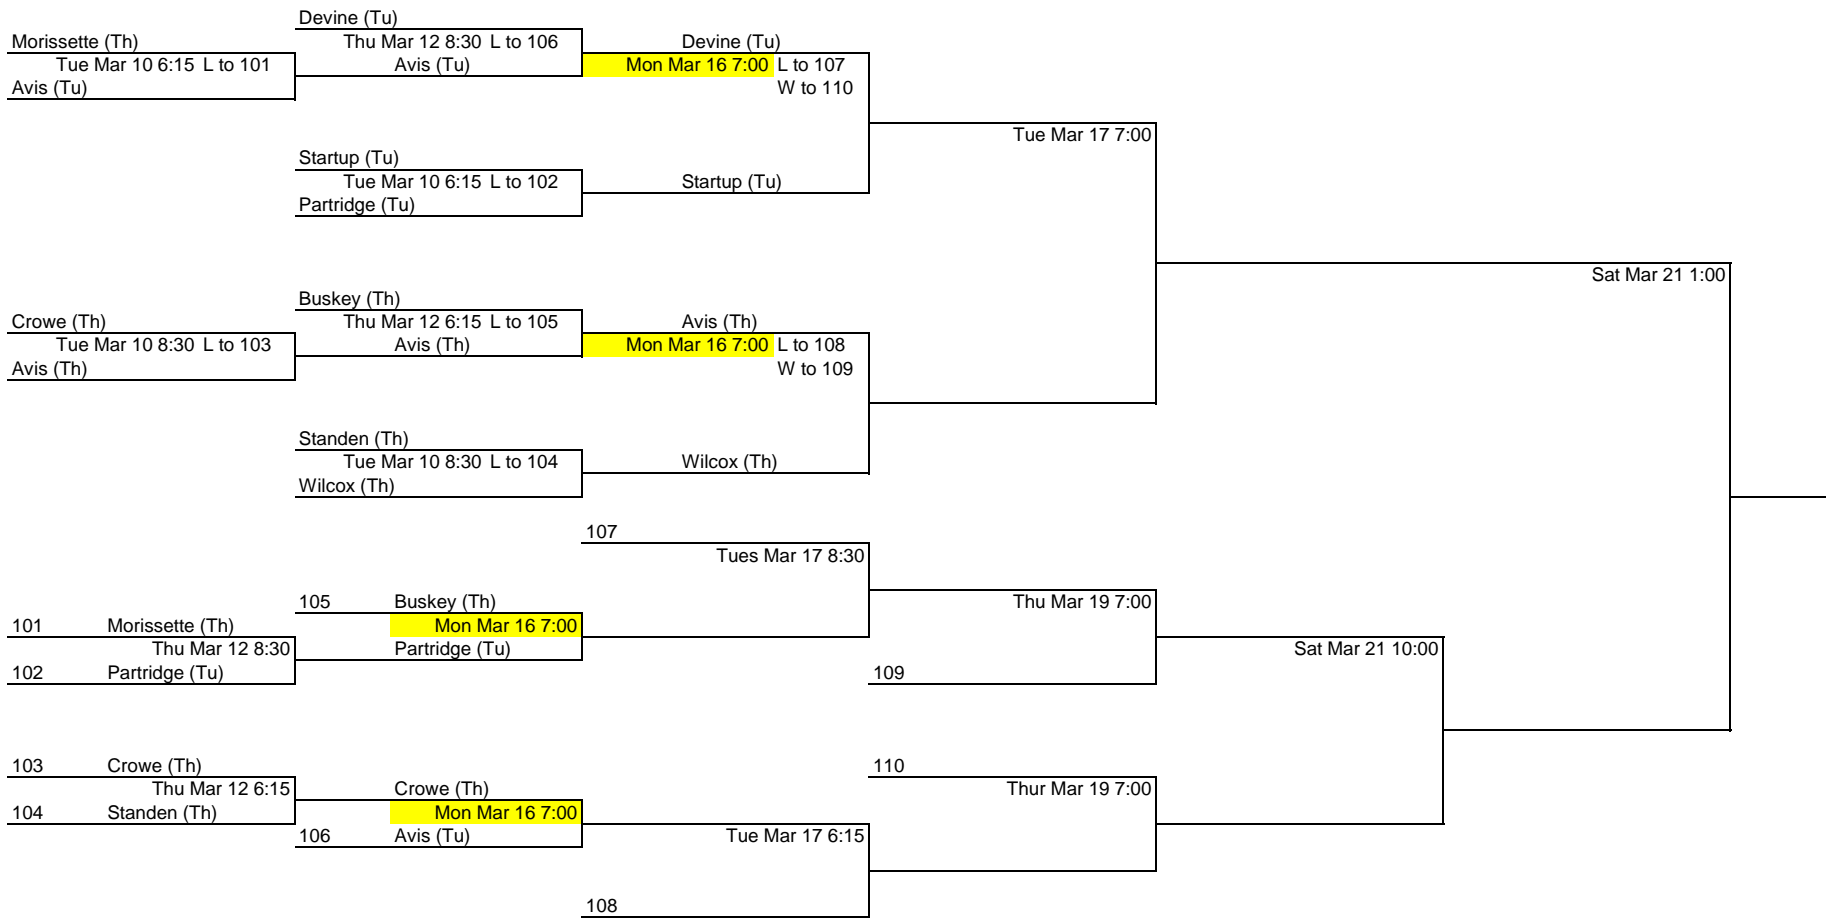 Devine (Tu)
Morissette (Th) Thu Mar 12 8:30 L to 106 Devine (Tu)
Tue Mar 10 6:15 L to 101 Avis (Tu) Mon Mar 16 7:00 L to 107
Avis (Tu) W to 110
Tue Mar 17 7:00
Startup (Tu)
Tue Mar 10 6:15 L to 102 Startup (Tu)
Partridge (Tu)
Sat Mar 21 1:00
Buskey (Th)
Crowe (Th) Thu Mar 12 6:15 L to 105 Avis (Th)
Tue Mar 10 8:30 L to 103 Avis (Th) Mon Mar 16 7:00 L to 108
Avis (Th) W to 109
Standen (Th)
Tue Mar 10 8:30 L to 104 Wilcox (Th)
Wilcox (Th)
107
Tues Mar 17 8:30
105 Buskey (Th) Thu Mar 19 7:00
101 Morissette (Th) Mon Mar 16 7:00
Thu Mar 12 8:30 Partridge (Tu) Sat Mar 21 10:00
102 Partridge (Tu) 109
103 Crowe (Th) 110
Thu Mar 12 6:15 Crowe (Th) Thur Mar 19 7:00
104 Standen (Th) Mon Mar 16 7:00
106 Avis (Tu) Tue Mar 17 6:15
108